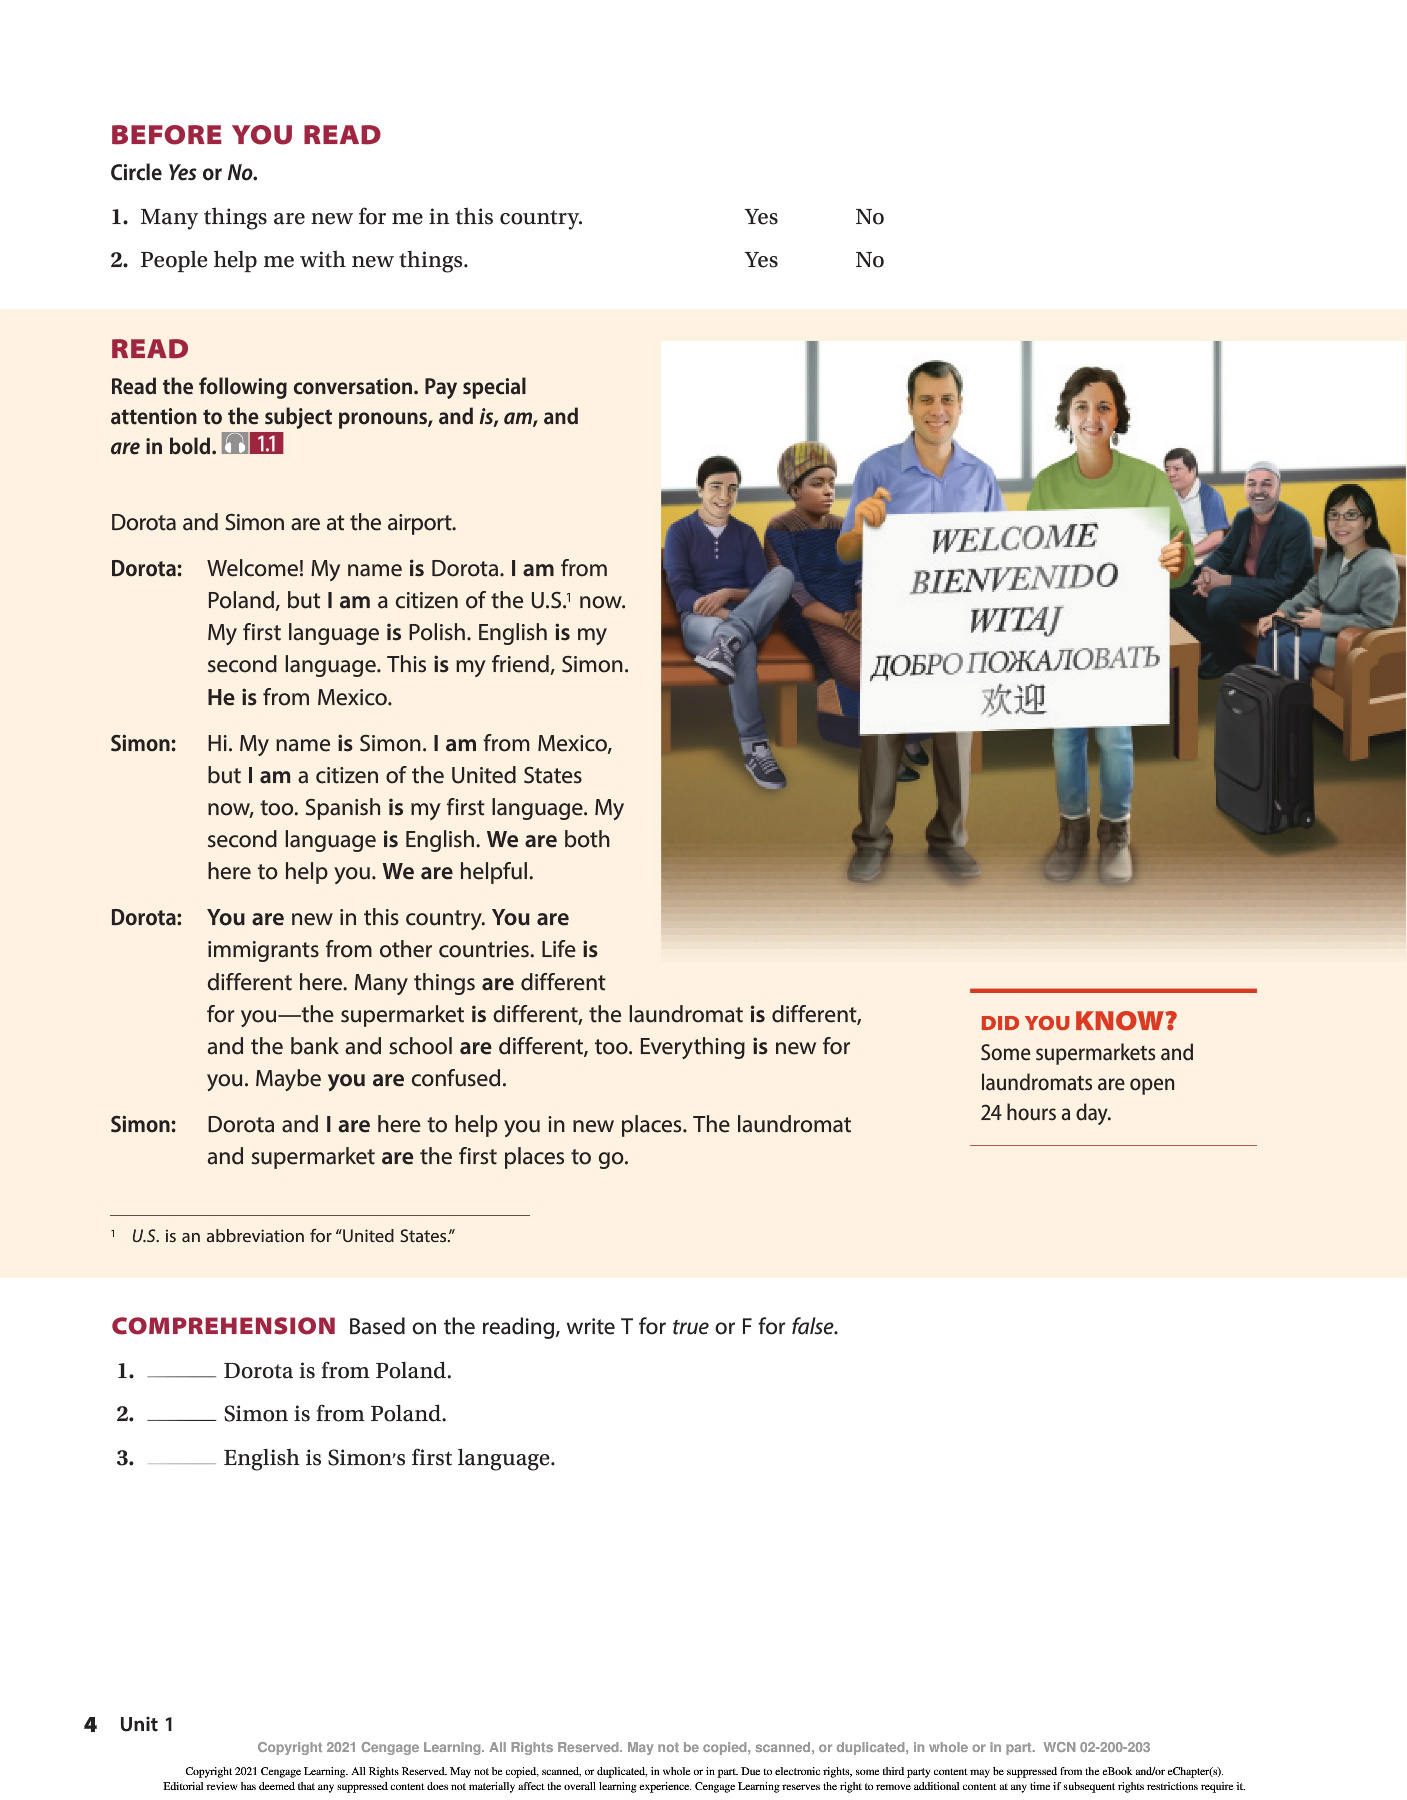 BEFORE YOU READ
Circle Yes or No.
1. Many things are new for me in this country. Yes No
2. People help me with new things. Yes No
READ
Read the following conversation. Pay special
attention to the subject pronouns, and is, am, and
are in bold. 1.1
Dorota and Simon are at the airport.
Dorota: Welcome! My name is Dorota. I am from
Poland, but I am a citizen of the U.S.¹ now.
My first language is Polish. English is my
second language. This is my friend, Simon.
He is from Mexico.
Simon: Hi. My name is Simon. I am from Mexico,
but I am a citizen of the United States
now, too. Spanish is my first language. My
second language is English. We are both
here to help you. We are helpful.
Dorota: You are new in this country. You are
immigrants from other countries. Life is
different here. Many things are different
for you—the supermarket is different, the laundromat is different,
and the bank and school are different, too. Everything is new for
you. Maybe you are confused.
Simon: Dorota and I are here to help you in new places. The laundromat
and supermarket are the first places to go.
¹ U.S. is an abbreviation for “United States.”
WELCOME
BIENVENIDO
WITAJ
ДОБРО ПОЖАЛОВАТЬ
欢迎
DID YOU KNOW?
Some supermarkets and
laundromats are open
24 hours a day.
COMPREHENSION Based on the reading, write T for true or F for false.
1. ______ Dorota is from Poland.
2. ______ Simon is from Poland.
3. ______ English is Simon's first language.
4 Unit 1
Copyright 2021 Cengage Learning. All Rights Reserved. May not be copied, scanned, or duplicated, in whole or in part. WCN 02-200-203
Copyright 2021 Cengage Learning. All Rights Reserved. May not be copied, scanned, or duplicated, in whole or in part. Due to electronic rights, some third party content may be suppressed from the eBook and/or eChapter(s).
Editorial review has deemed that any suppressed content does not materially affect the overall learning experience. Cengage Learning reserves the right to remove additional content at any time if subsequent rights restrictions require it.